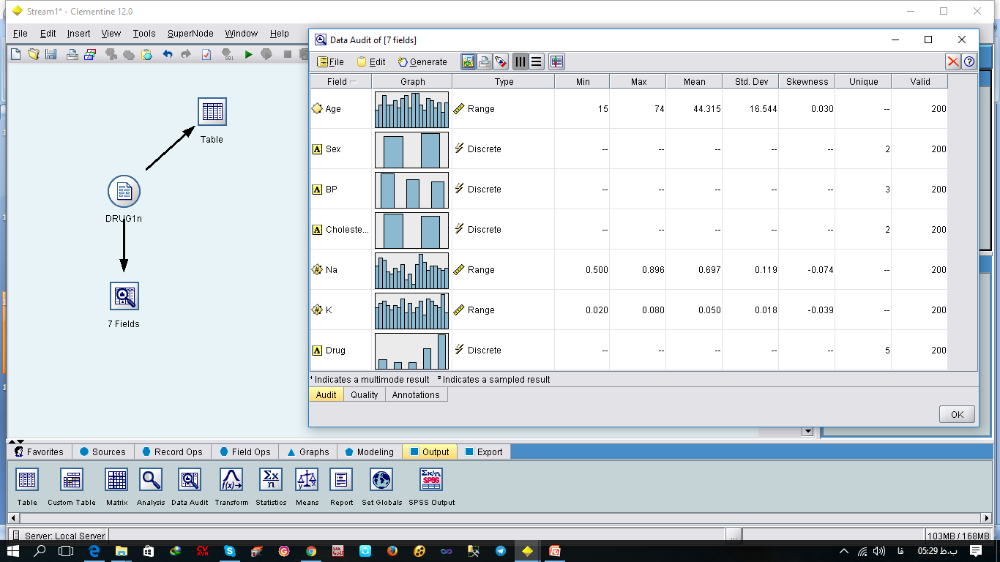 Stream1* - Clementine 12.0
File Edit Insert View Tools SuperNode Window Help
SQL
Table
DRUG1n
7 Fields
Data Audit of [7 fields]
File Edit Generate
Field Graph Type Min Max Mean Std. Dev Skewness Unique Valid
Age Range 15 74 44.315 16.544 0.030 -- 200
A Sex Discrete -- -- -- -- -- 2 200
A BP Discrete -- -- -- -- -- 3 200
A Choleste... Discrete -- -- -- -- -- 2 200
# Na Range 0.500 0.896 0.697 0.119 -0.074 -- 200
# K Range 0.020 0.080 0.050 0.018 -0.039 -- 200
A Drug Discrete -- -- -- -- -- 5 200
¹ Indicates a multimode result ² Indicates a sampled result
Audit Quality Annotations
OK
Favorites Sources Record Ops Field Ops Graphs Modeling Output Export
f(x)→ Σx n y x Σx/n SPSS
Table Custom Table Matrix Analysis Data Audit Transform Statistics Means Report Set Globals SPSS Output
Server: Local Server ... 103MB / 168MB
فا 05:29 ب.ظ